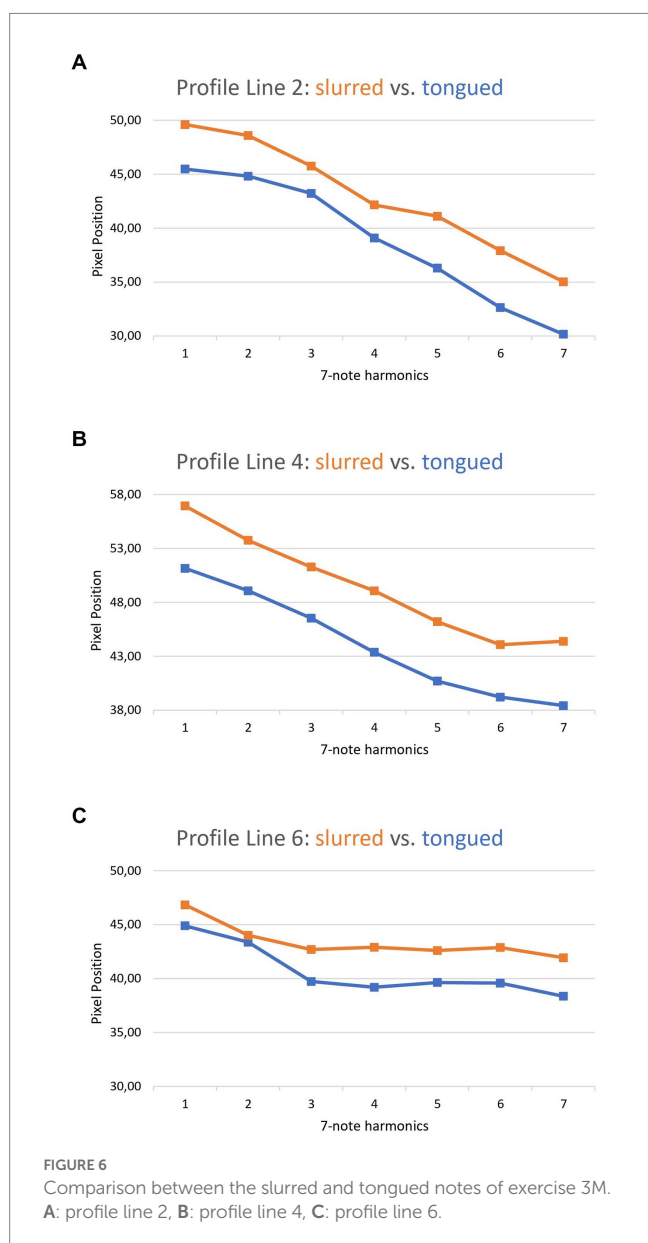 A
Profile Line 2: slurred vs. tongued
50,00
45,00
40,00
35,00
30,00
Pixel Position
1 2 3 4 5 6 7
7-note harmonics
B
Profile Line 4: slurred vs. tongued
58,00
53,00
48,00
43,00
38,00
Pixel Position
1 2 3 4 5 6 7
7-note harmonics
C
Profile Line 6: slurred vs. tongued
50,00
45,00
40,00
35,00
30,00
Pixel Position
1 2 3 4 5 6 7
7-note harmonics
FIGURE 6
Comparison between the slurred and tongued notes of exercise 3M.
A: profile line 2, B: profile line 4, C: profile line 6.